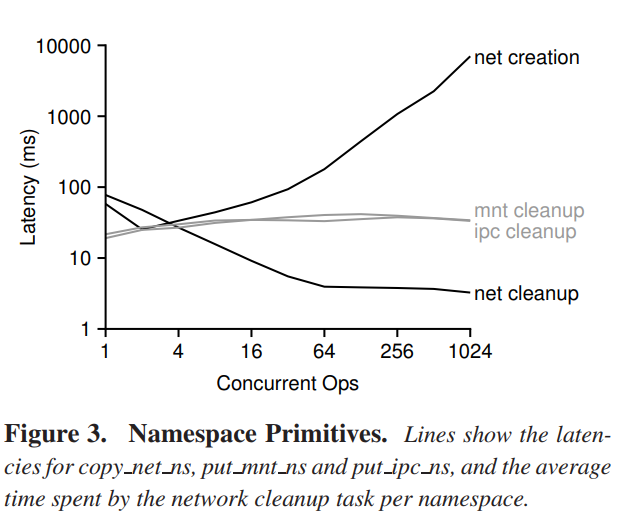 10000
1000
100
10
1
Latency (ms)
net creation
mnt cleanup
ipc cleanup
net cleanup
1 4 16 64 256 1024
Concurrent Ops
Figure 3. Namespace Primitives. Lines show the laten-
cies for copy_net_ns, put_mnt_ns and put_ipc_ns, and the average
time spent by the network cleanup task per namespace.